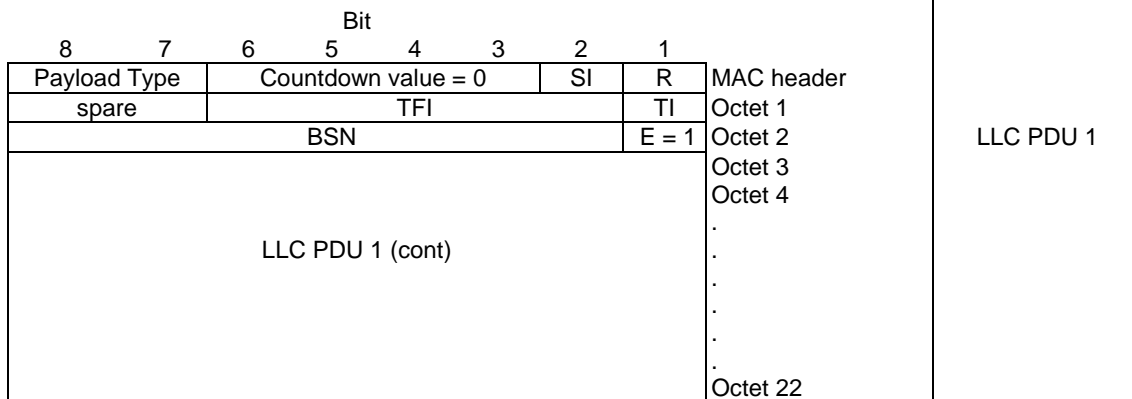 Bit
8 7 6 5 4 3 2 1
Payload Type Countdown value = 0 SI R MAC header
spare TFI TI Octet 1
BSN E = 1 Octet 2 LLC PDU 1
Octet 3
Octet 4
.
LLC PDU 1 (cont) .
.
.
.
.
Octet 22